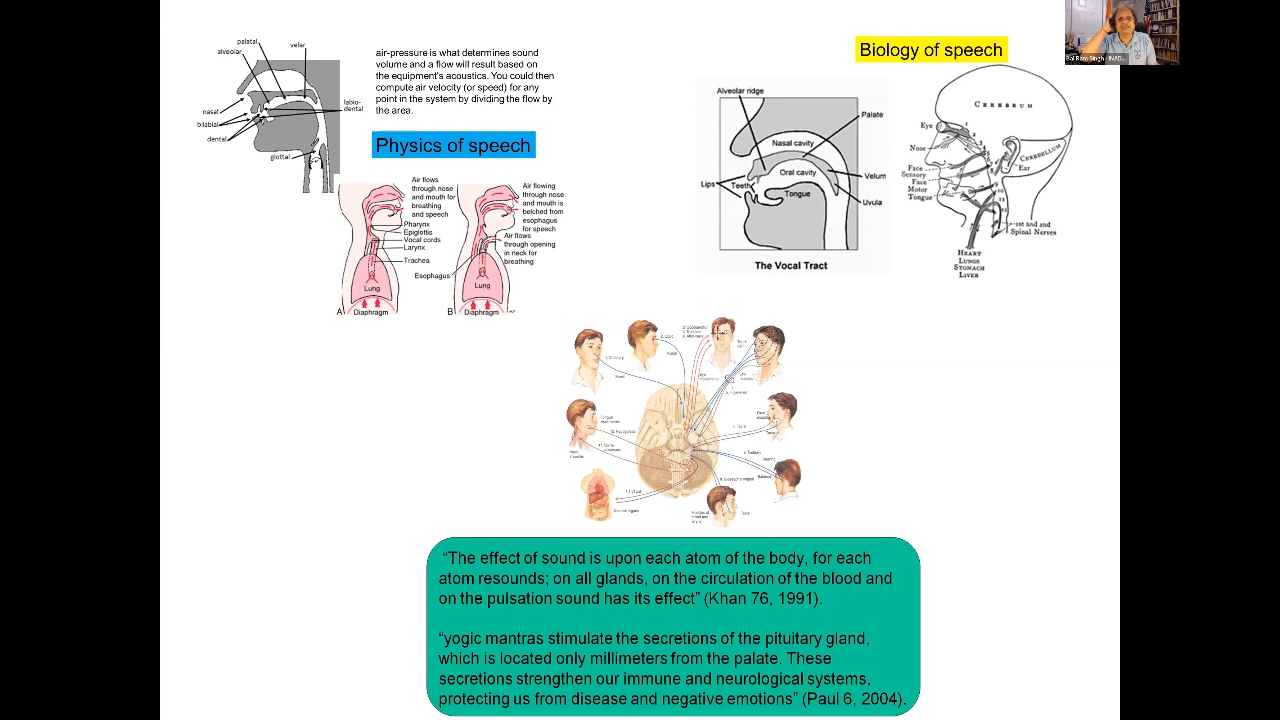 palatal
velar
alveolar
nasal
bilabial
dental
labio-
dental
glottal
air-pressure is what determines sound
volume and a flow will result based on
the equipment's acoustics. You could then
compute air velocity (or speed) for any
point in the system by dividing the flow by
the area.
Physics of speech
Air flows
through nose
and mouth for
breathing
and speech
Pharynx
Epiglottis
Vocal cords
Larynx
Trachea
Esophagus
Lung
A
Diaphragm
Air flowing
through nose
and mouth is
belched from
esophagus
for speech
Air flows
through opening
in neck for
breathing
Lung
B
Diaphragm
Biology of speech
Bal Ram Singh - INAD...
Alveolar ridge
Palate
Nasal cavity
Oral cavity
Velum
Lips
Teeth
Tongue
Uvula
The Vocal Tract
CEREBRUM
Eye
Nose
Face
Sensory
Face
Motor
Tongue
CEREBELLUM
Ear
1st and 2nd
Spinal Nerves
HEART
LUNGS
STOMACH
LIVER
"The effect of sound is upon each atom of the body, for each
atom resounds; on all glands, on the circulation of the blood and
on the pulsation sound has its effect" (Khan 76, 1991).
"yogic mantras stimulate the secretions of the pituitary gland,
which is located only millimeters from the palate. These
secretions strengthen our immune and neurological systems,
protecting us from disease and negative emotions" (Paul 6, 2004).